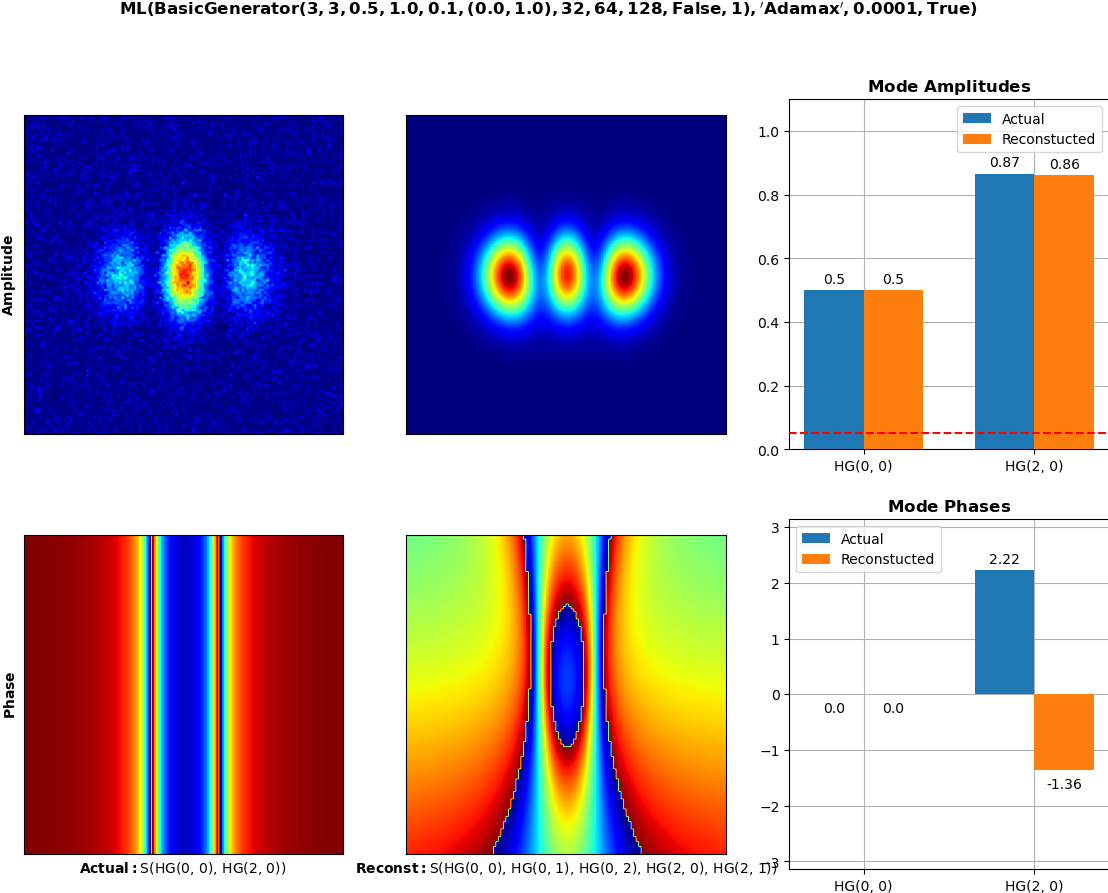 ML(BasicGenerator(3, 3, 0.5, 1.0, 0.1, (0.0, 1.0), 32, 64, 128, False, 1), ′Adamax′, 0.0001, True)
Amplitude
Mode Amplitudes
Actual
Reconstucted
1.0
0.8
0.6
0.4
0.2
0.0
0.5
0.5
0.87
0.86
HG(0, 0)
HG(2, 0)
Phase
Actual: S(HG(0, 0), HG(2, 0))
Reconst: S(HG(0, 0), HG(0, 1), HG(0, 2), HG(2, 0), HG(2, 1))
Mode Phases
Actual
Reconstucted
3
2
1
0
−1
−2
−3
0.0
0.0
2.22
-1.36
HG(0, 0)
HG(2, 0)